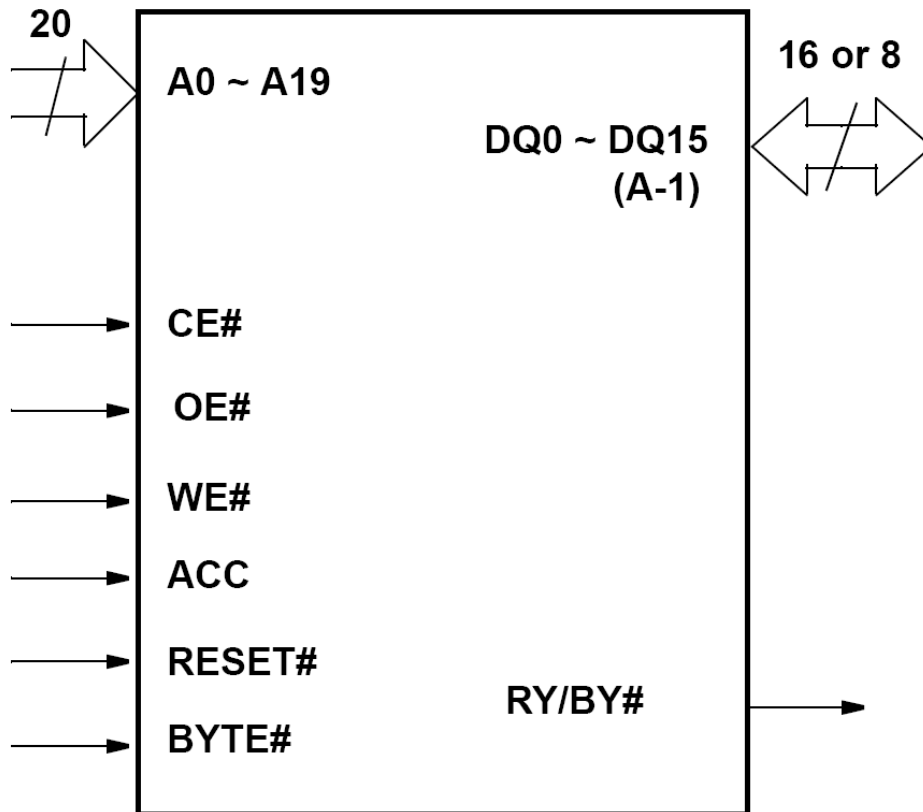 20
A0 ~ A19
16 or 8
DQ0 ~ DQ15
(A-1)
CE#
OE#
WE#
ACC
RESET#
RY/BY#
BYTE#